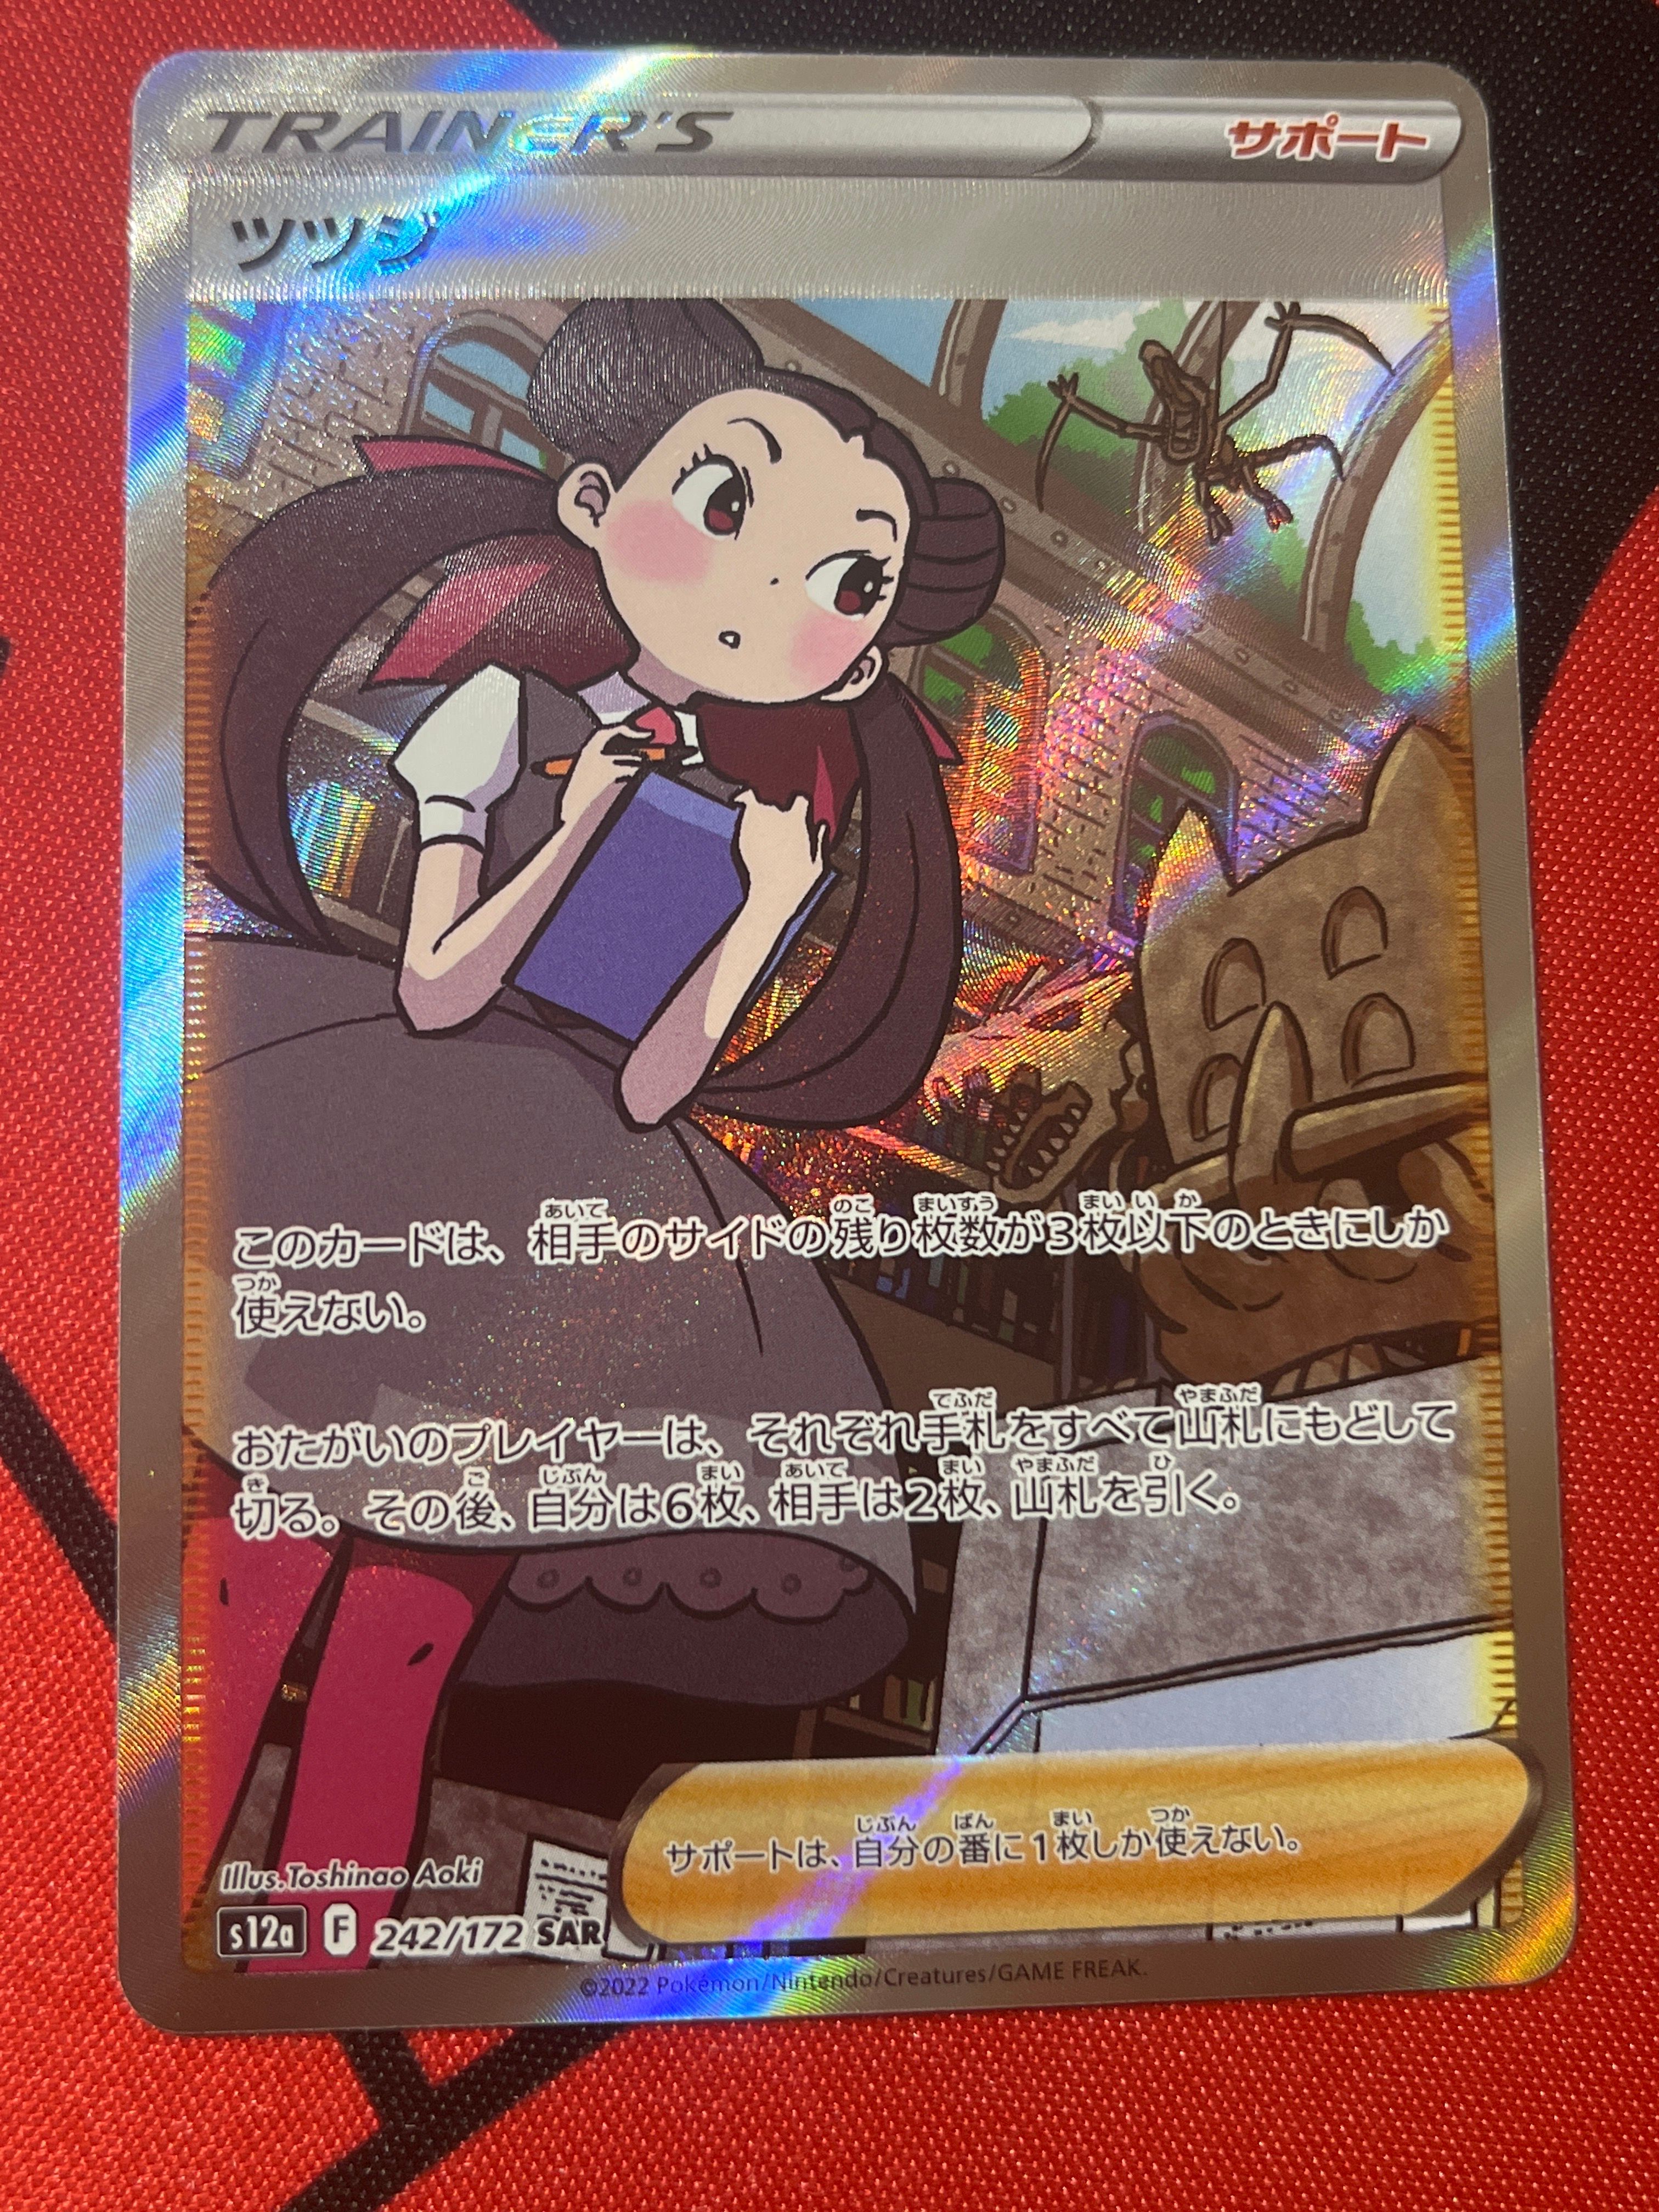 TRAINER'S
サポート
ツツジ
このカードは、相手のサイドの残り枚数が3枚以下のときにしか
使えない。
おたがいのプレイヤーは、それぞれ手札をすべて山札にもどして
切る。その後、自分は6枚、相手は2枚、山札を引く。
サポートは、自分の番に1枚しか使えない。
Illus. Toshinao Aoki
s12a F 242/172 SAR
©2022 Pokémon/Nintendo/Creatures/GAME FREAK.